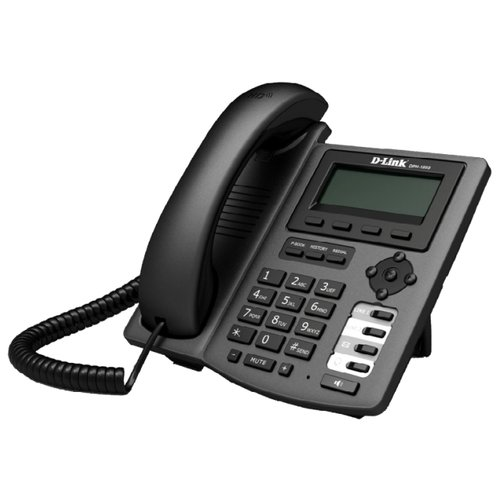 D-Link
P.BOOK HISTORY REDIAL
1 2ABC 3DEF
4GHI 5JKL 6MNO
7PQRS 8TUV 9WXYZ
* 0 #SEND
- MUTE +